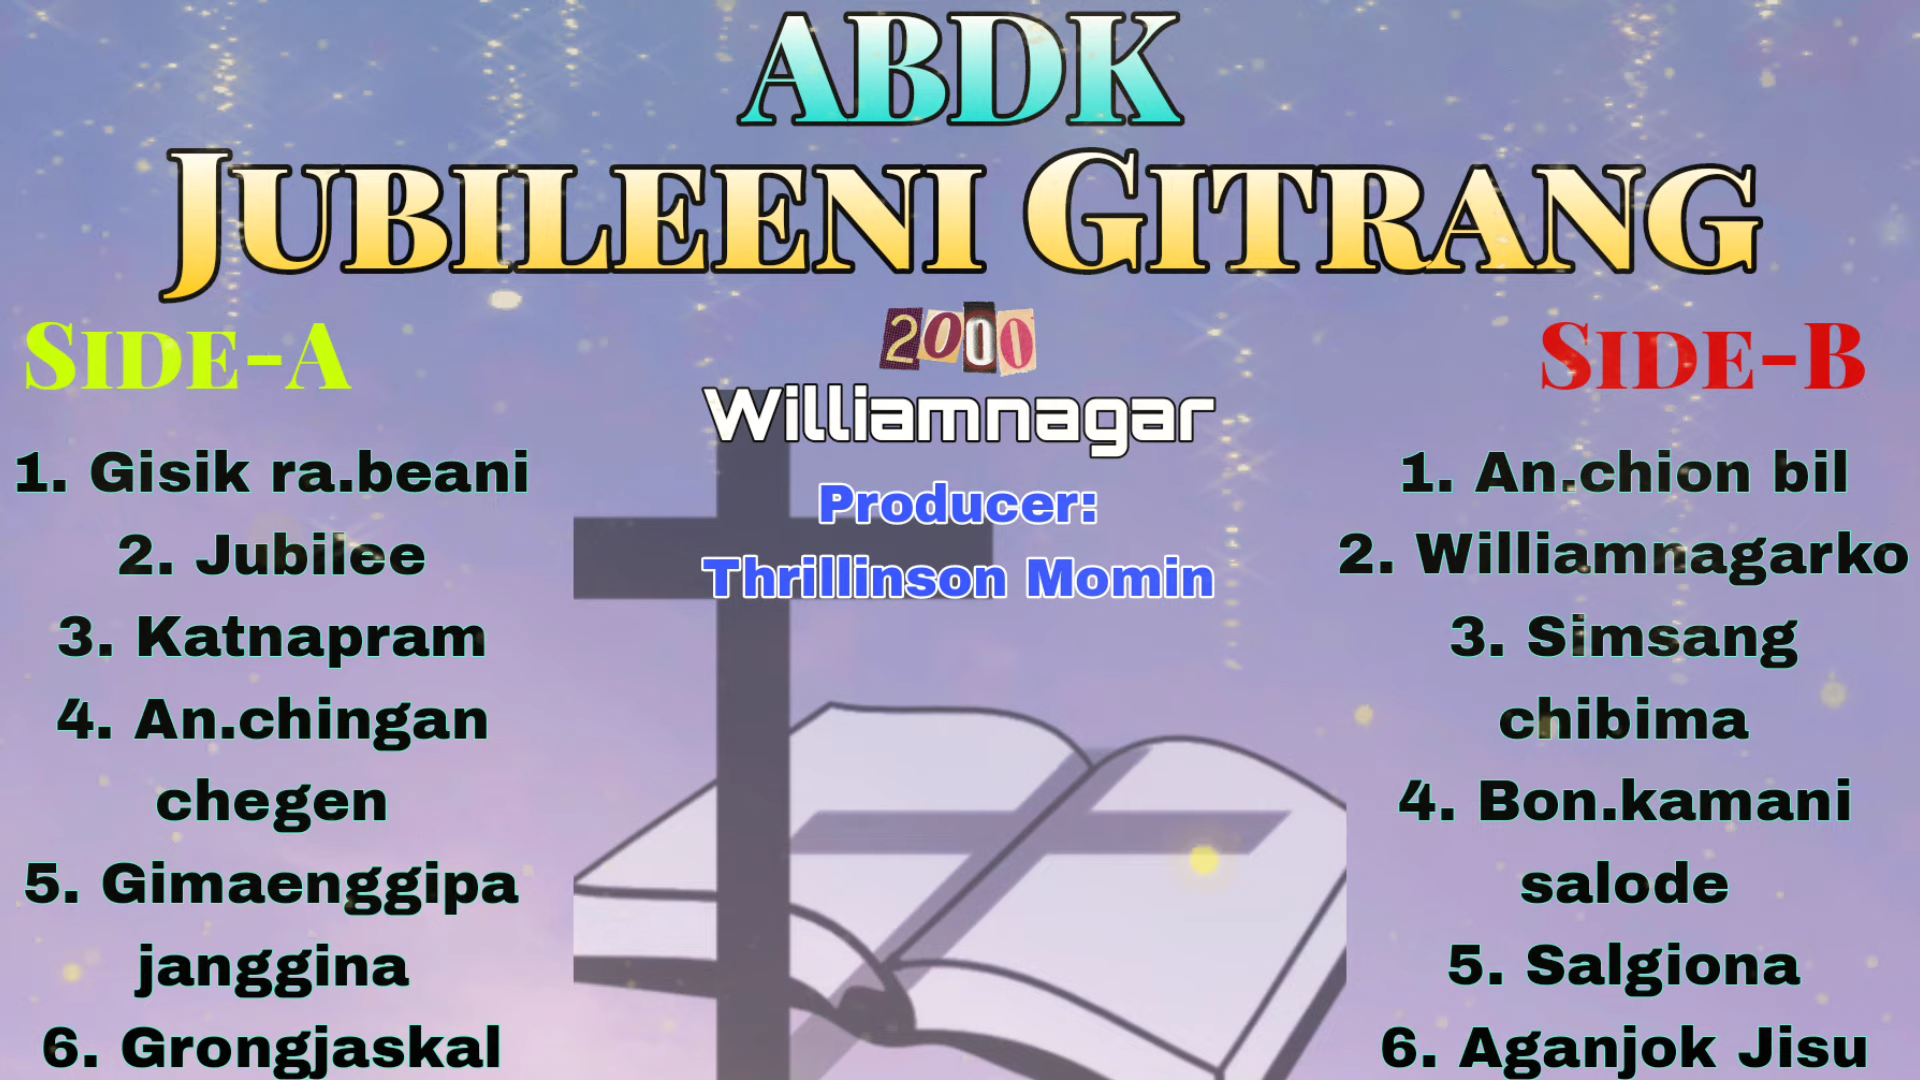 ABDK
JUBILEENI GITRANG
2000
Williamnagar
Producer:
Thrillinson Momin
SIDE-A
1. Gisik ra.beani
2. Jubilee
3. Katnapram
4. An.chingan
chegen
5. Gimaenggipa
janggina
6. Grongjaskal
SIDE-B
1. An.chion bil
2. Williamnagarko
3. Simsang
chibima
4. Bon.kamani
salode
5. Salgiona
6. Aganjok Jisu